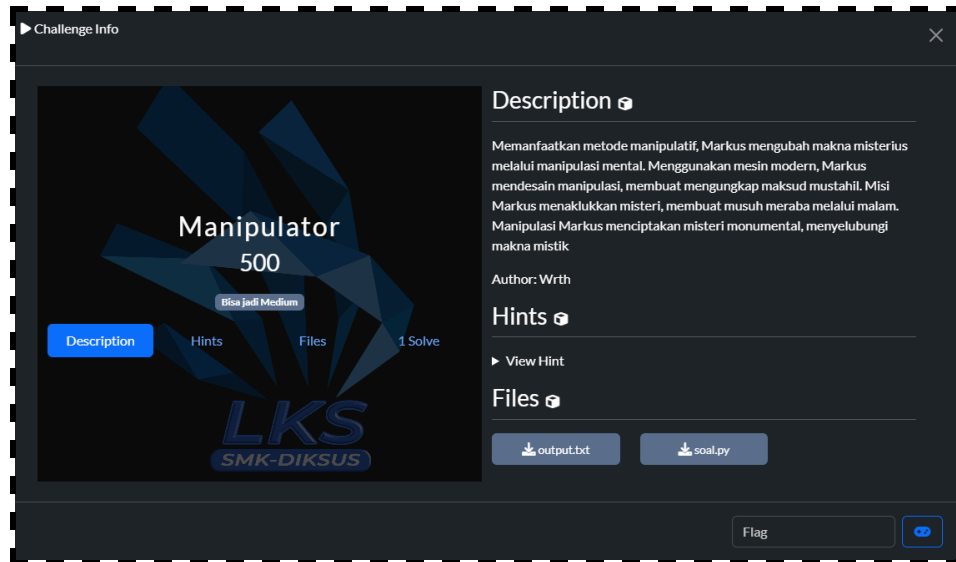 Challenge Info
Manipulator
500
Bisa jadi Medium
Description
Hints
Files
1 Solve
LKS
SMK-DIKSUS
Description
Memanfaatkan metode manipulatif, Markus mengubah makna misterius
melalui manipulasi mental. Menggunakan mesin modern, Markus
mendesain manipulasi, membuat mengungkap maksud mustahil. Misi
Markus menaklukkan misteri, membuat musuh meraba melalui malam.
Manipulasi Markus menciptakan misteri monumental, menyelubungi
makna mistik
Author: Wrth
Hints
View Hint
Files
output.txt
soal.py
Flag